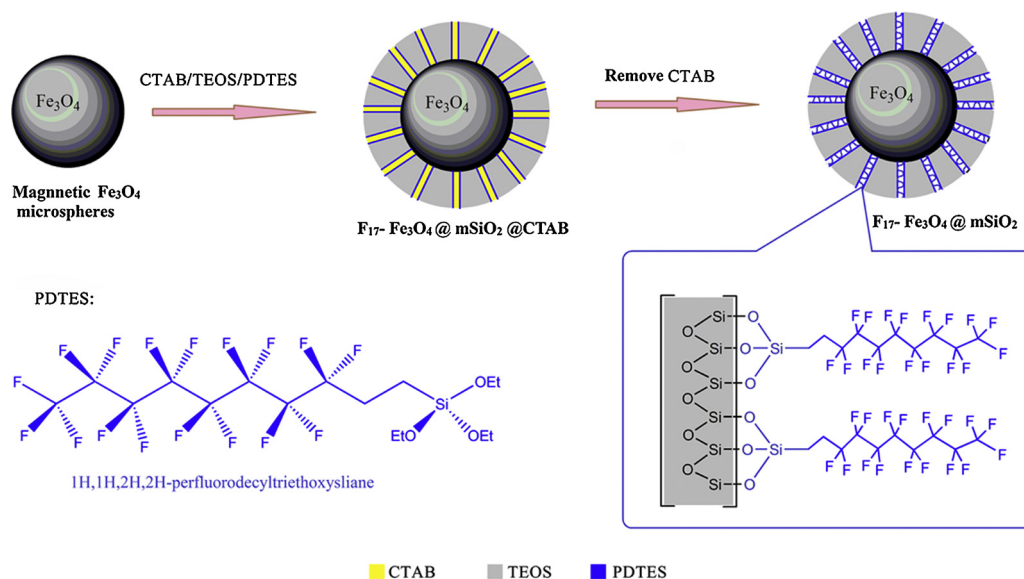 CTAB/TEOS/PDTES
Remove CTAB
Fe₃O₄
Fe₃O₄
Fe₃O₄
Magnnetic Fe₃O₄
microspheres
F₁₇- Fe₃O₄@ mSiO₂ @CTAB
F₁₇- Fe₃O₄@ mSiO₂
PDTES:
F F F F F F F F
F
F
F F F F F F F
Si
OEt
EtO OEt
1H,1H,2H,2H-perfluorodecyltriethoxysliane
Si O
O
Si O Si
O
Si O
O
Si O
O
Si O Si
O
Si O
F F F F F F F F F
F
F F F F F F F
F F F F F F F F F
F
F F F F F F F
CTAB TEOS PDTES